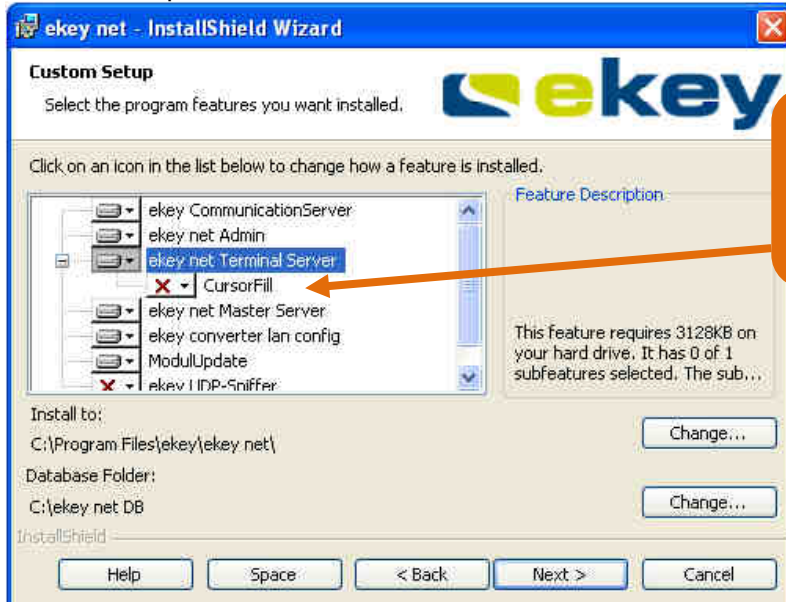 ekey net - InstallShield Wizard
Custom Setup
Select the program features you want installed.
ekey
Click on an icon in the list below to change how a feature is installed.
Feature Description
ekey CommunicationServer
ekey net Admin
ekey net Terminal Server
CursorFill
ekey net Master Server
ekey converter lan config
ModulUpdate
ekey UDP-Sniffer
This feature requires 3128KB on
your hard drive. It has 0 of 1
subfeatures selected. The sub...
Install to:
C:\Program Files\ekey\ekey net\
Change...
Database Folder:
C:\ekey net DB
Change...
InstallShield
Help
Space
< Back
Next >
Cancel